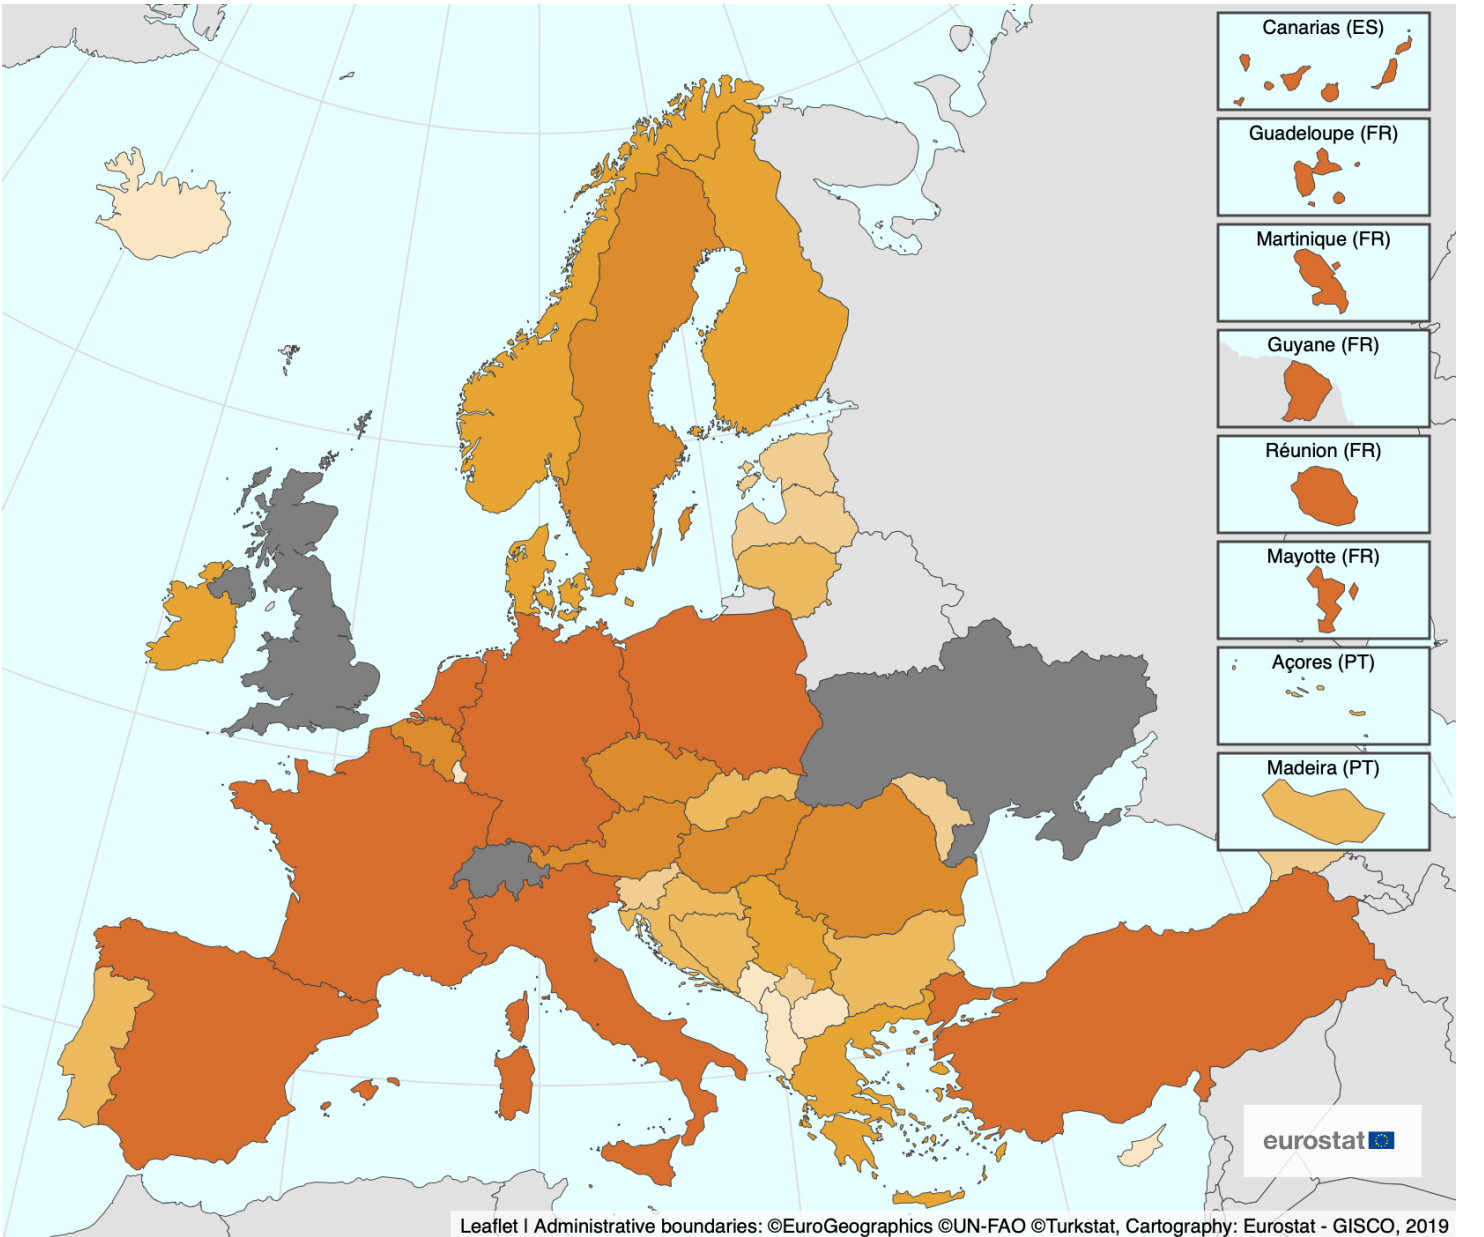 Canarias (ES)
Guadeloupe (FR)
Martinique (FR)
Guyane (FR)
Réunion (FR)
Mayotte (FR)
Açores (PT)
Madeira (PT)
eurostat
Leaflet | Administrative boundaries: ©EuroGeographics ©UN-FAO ©Turkstat, Cartography: Eurostat - GISCO, 2019